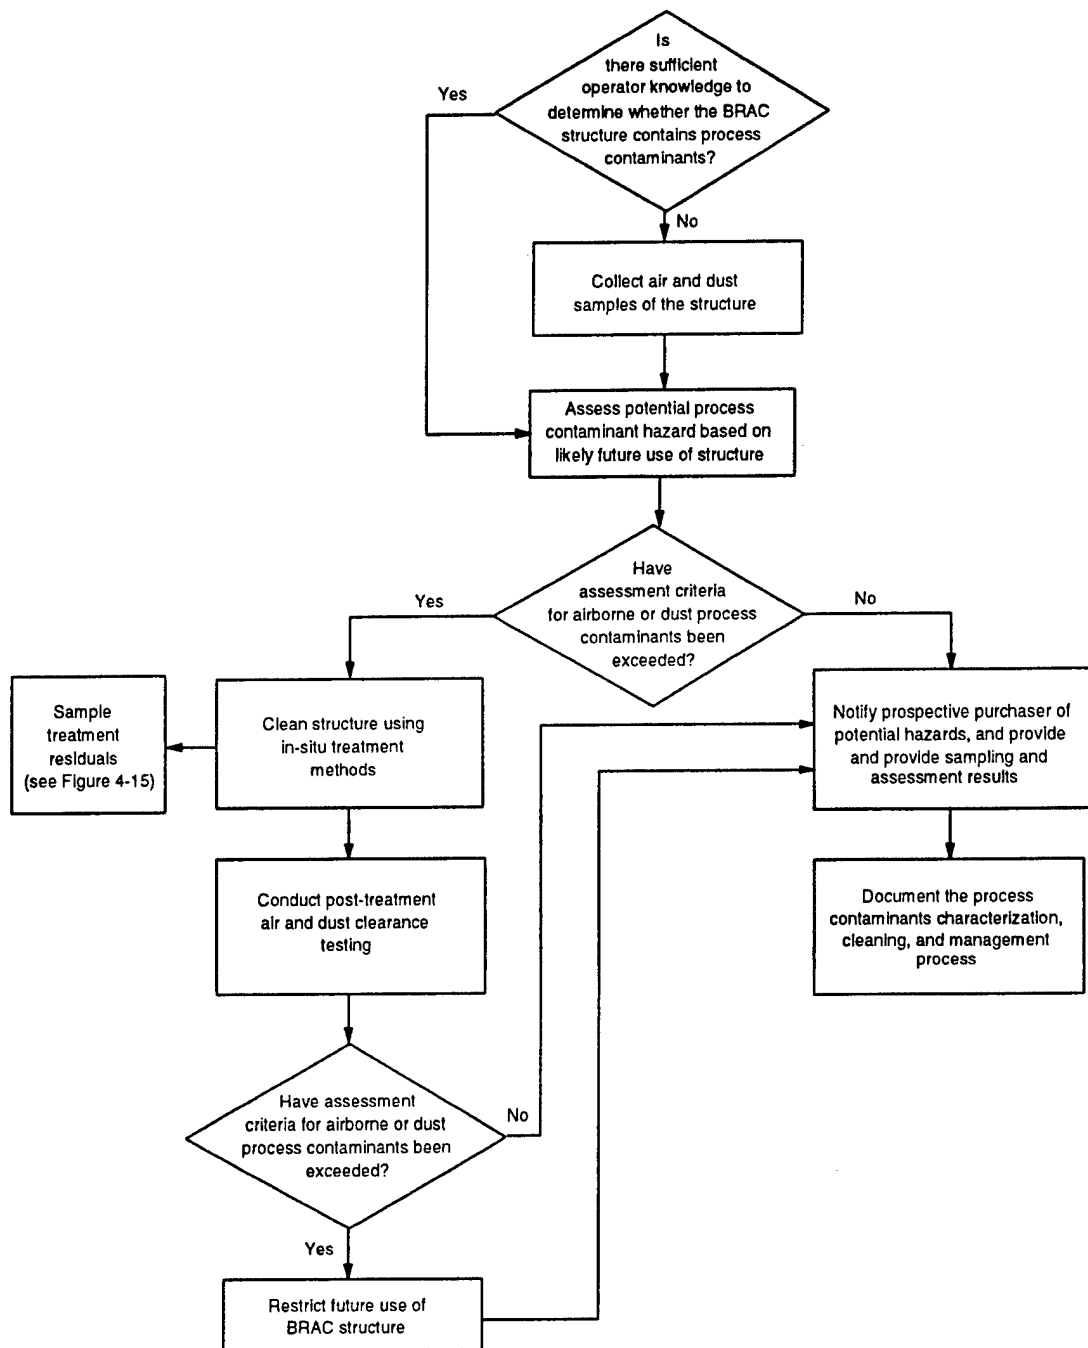 Is
there sufficient
operator knowledge to
determine whether the BRAC
structure contains process
contaminants?
Yes
No
Collect air and dust
samples of the structure
Assess potential process
contaminant hazard based on
likely future use of structure
Have
assessment criteria
for airborne or dust process
contaminants been
exceeded?
Yes
No
Sample
treatment
residuals
(see Figure 4-15)
Clean structure using
in-situ treatment
methods
Notify prospective purchaser of
potential hazards, and provide
and provide sampling and
assessment results
Conduct post-treatment
air and dust clearance
testing
Document the process
contaminants characterization,
cleaning, and management
process
Have assessment
criteria for airborne or dust
process contaminants been
exceeded?
No
Yes
Restrict future use of
BRAC structure